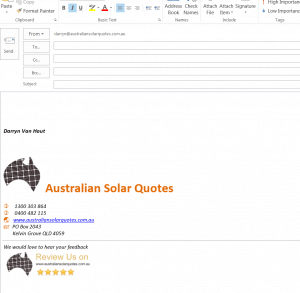 Paste
Copy
Format Painter
Clipboard
B I U
Basic Text
Address Book
Check Names
Names
Attach File
Attach Item
Signature
Include
High Importance
Low Importance
Tags
Send
From
darryn@australiansolarquotes.com.au
To...
Cc...
Bcc...
Subject
Darryn Van Hout
Australian Solar Quotes
1300 303 864
0400 482 115
www.australiansolarquotes.com.au
PO Box 2043
Kelvin Grove QLD 4059
We would love to hear your feedback
Review Us on
www.australiansolarquotes.com.au